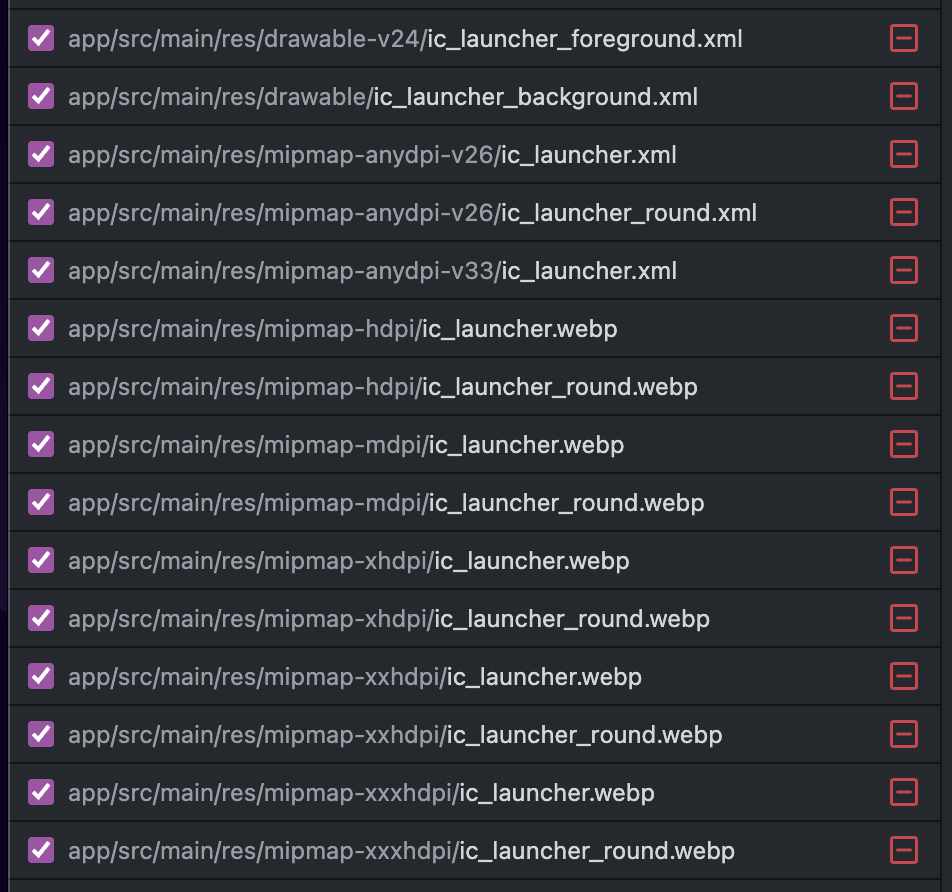 app/src/main/res/drawable-v24/ic_launcher_foreground.xml
app/src/main/res/drawable/ic_launcher_background.xml
app/src/main/res/mipmap-anydpi-v26/ic_launcher.xml
app/src/main/res/mipmap-anydpi-v26/ic_launcher_round.xml
app/src/main/res/mipmap-anydpi-v33/ic_launcher.xml
app/src/main/res/mipmap-hdpi/ic_launcher.webp
app/src/main/res/mipmap-hdpi/ic_launcher_round.webp
app/src/main/res/mipmap-mdpi/ic_launcher.webp
app/src/main/res/mipmap-mdpi/ic_launcher_round.webp
app/src/main/res/mipmap-xhdpi/ic_launcher.webp
app/src/main/res/mipmap-xhdpi/ic_launcher_round.webp
app/src/main/res/mipmap-xxhdpi/ic_launcher.webp
app/src/main/res/mipmap-xxhdpi/ic_launcher_round.webp
app/src/main/res/mipmap-xxxhdpi/ic_launcher.webp
app/src/main/res/mipmap-xxxhdpi/ic_launcher_round.webp